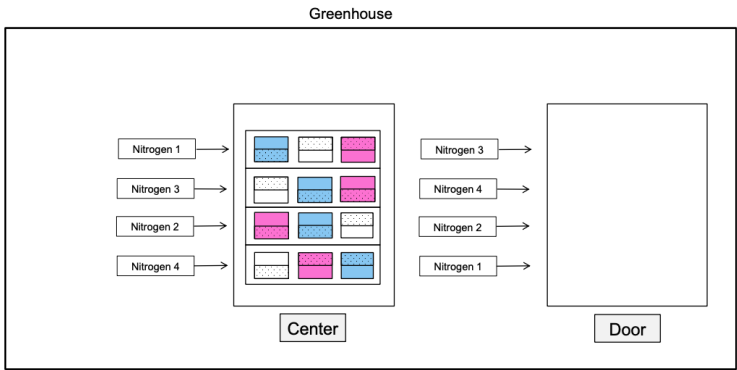 Greenhouse
Nitrogen 1
Nitrogen 3
Nitrogen 2
Nitrogen 4
Center
Nitrogen 3
Nitrogen 4
Nitrogen 2
Nitrogen 1
Door